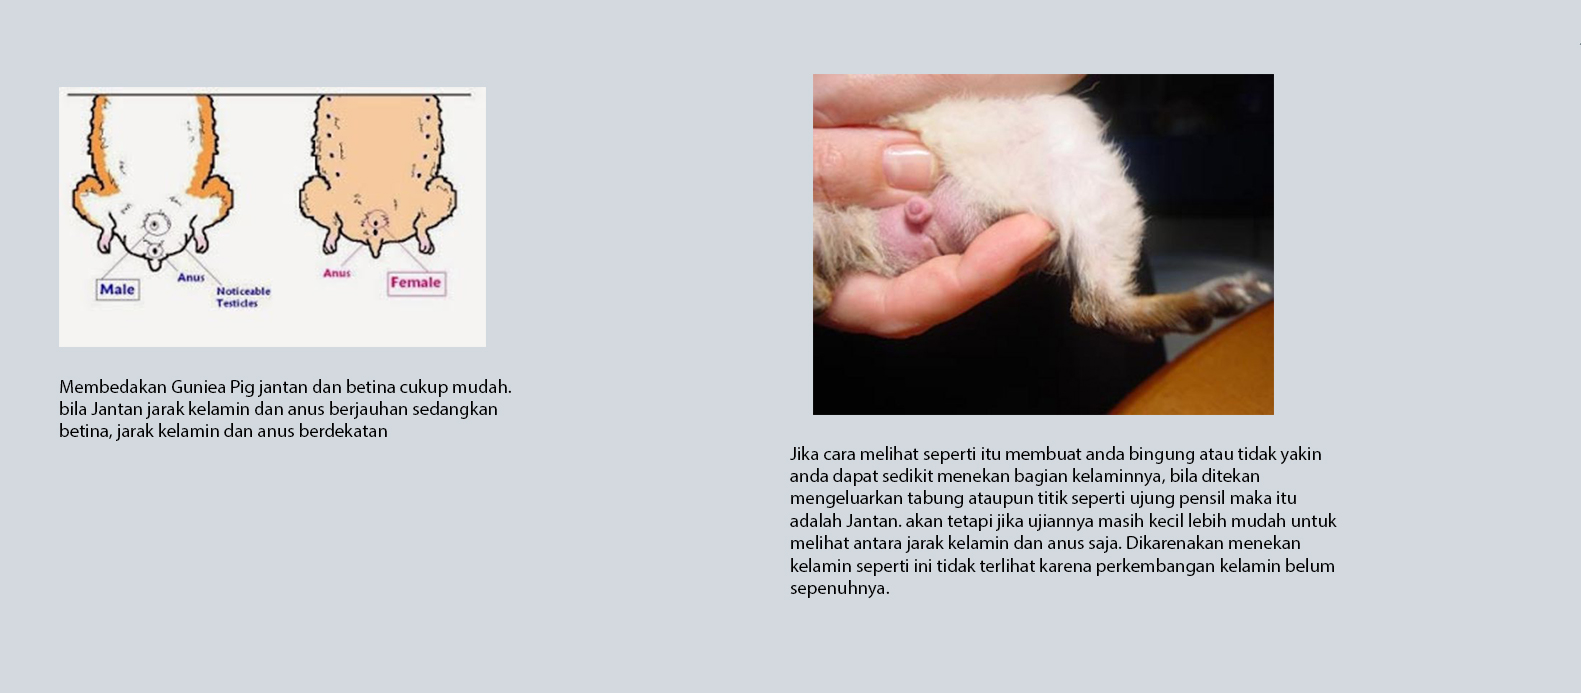 Male
Anus
Noticeable
Testicles
Anus
Female
Membedakan Guniea Pig jantan dan betina cukup mudah.
bila Jantan jarak kelamin dan anus berjauhan sedangkan
betina, jarak kelamin dan anus berdekatan
Jika cara melihat seperti itu membuat anda bingung atau tidak yakin
anda dapat sedikit menekan bagian kelaminnya, bila ditekan
mengeluarkan tabung ataupun titik seperti ujung pensil maka itu
adalah Jantan. akan tetapi jika ujiannya masih kecil lebih mudah untuk
melihat antara jarak kelamin dan anus saja. Dikarenakan menekan
kelamin seperti ini tidak terlihat karena perkembangan kelamin belum
sepenuhnya.